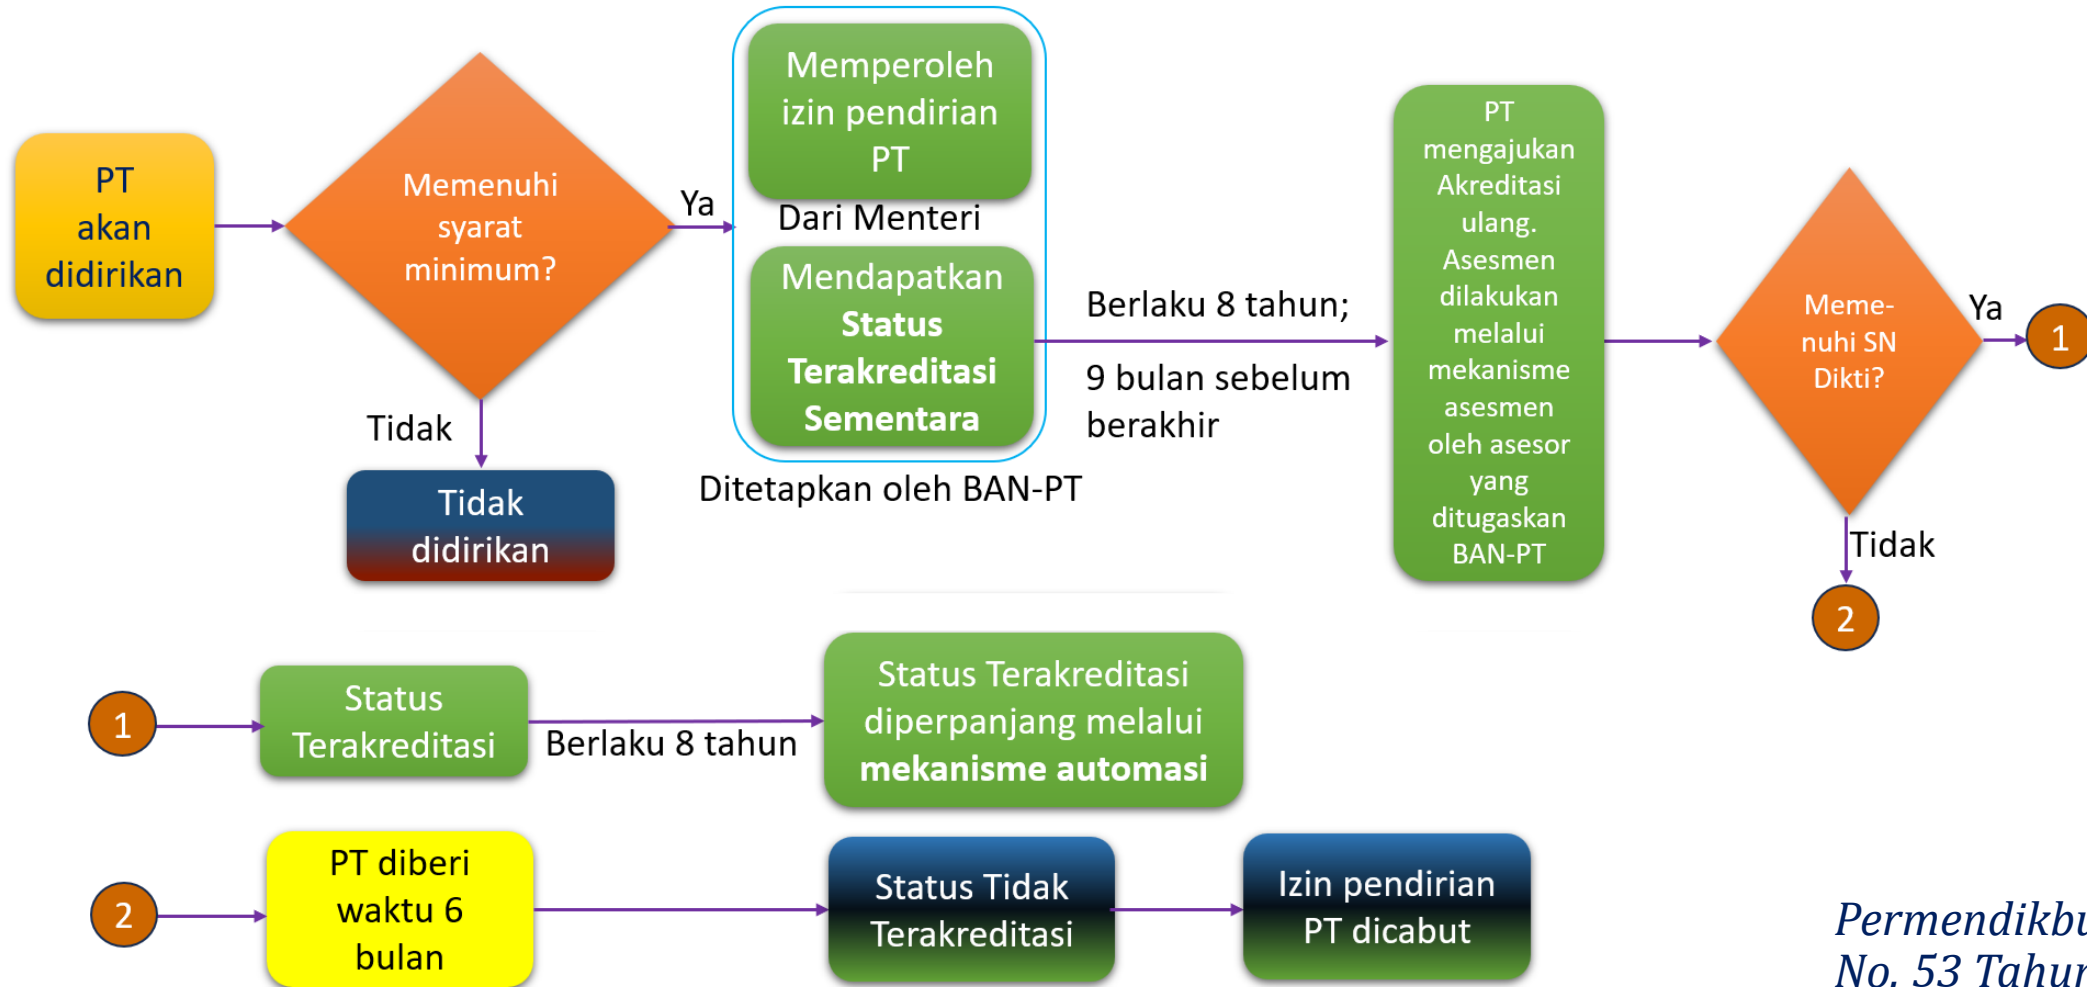 PT
akan
didirikan
Memenuhi
syarat
minimum?
Ya
Tidak
Tidak
didirikan
Memperoleh
izin pendirian
PT
Dari Menteri
Mendapatkan
Status
Terakreditasi
Sementara
Ditetapkan oleh BAN-PT
Berlaku 8 tahun;
9 bulan sebelum
berakhir
PT
mengajukan
Akreditasi
ulang.
Asesmen
dilakukan
melalui
mekanisme
asesmen
oleh asesor
yang
ditugaskan
BAN-PT
Meme-
nuhi SN
Dikti?
Ya
1
Tidak
2
1
Status
Terakreditasi
Berlaku 8 tahun
Status Terakreditasi
diperpanjang melalui
mekanisme automasi
2
PT diberi
waktu 6
bulan
Status Tidak
Terakreditasi
Izin pendirian
PT dicabut
No. 53